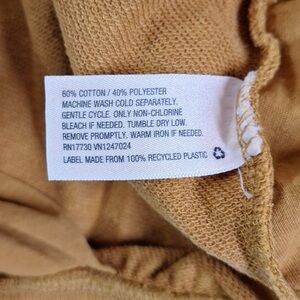 60% COTTON / 40% POLYESTER
MACHINE WASH COLD SEPARATELY.
GENTLE CYCLE. ONLY NON-CHLORINE
BLEACH IF NEEDED. TUMBLE DRY LOW.
REMOVE PROMPTLY. WARM IRON IF NEEDED.
RN17730 VN1247024
LABEL MADE FROM 100% RECYCLED PLASTIC